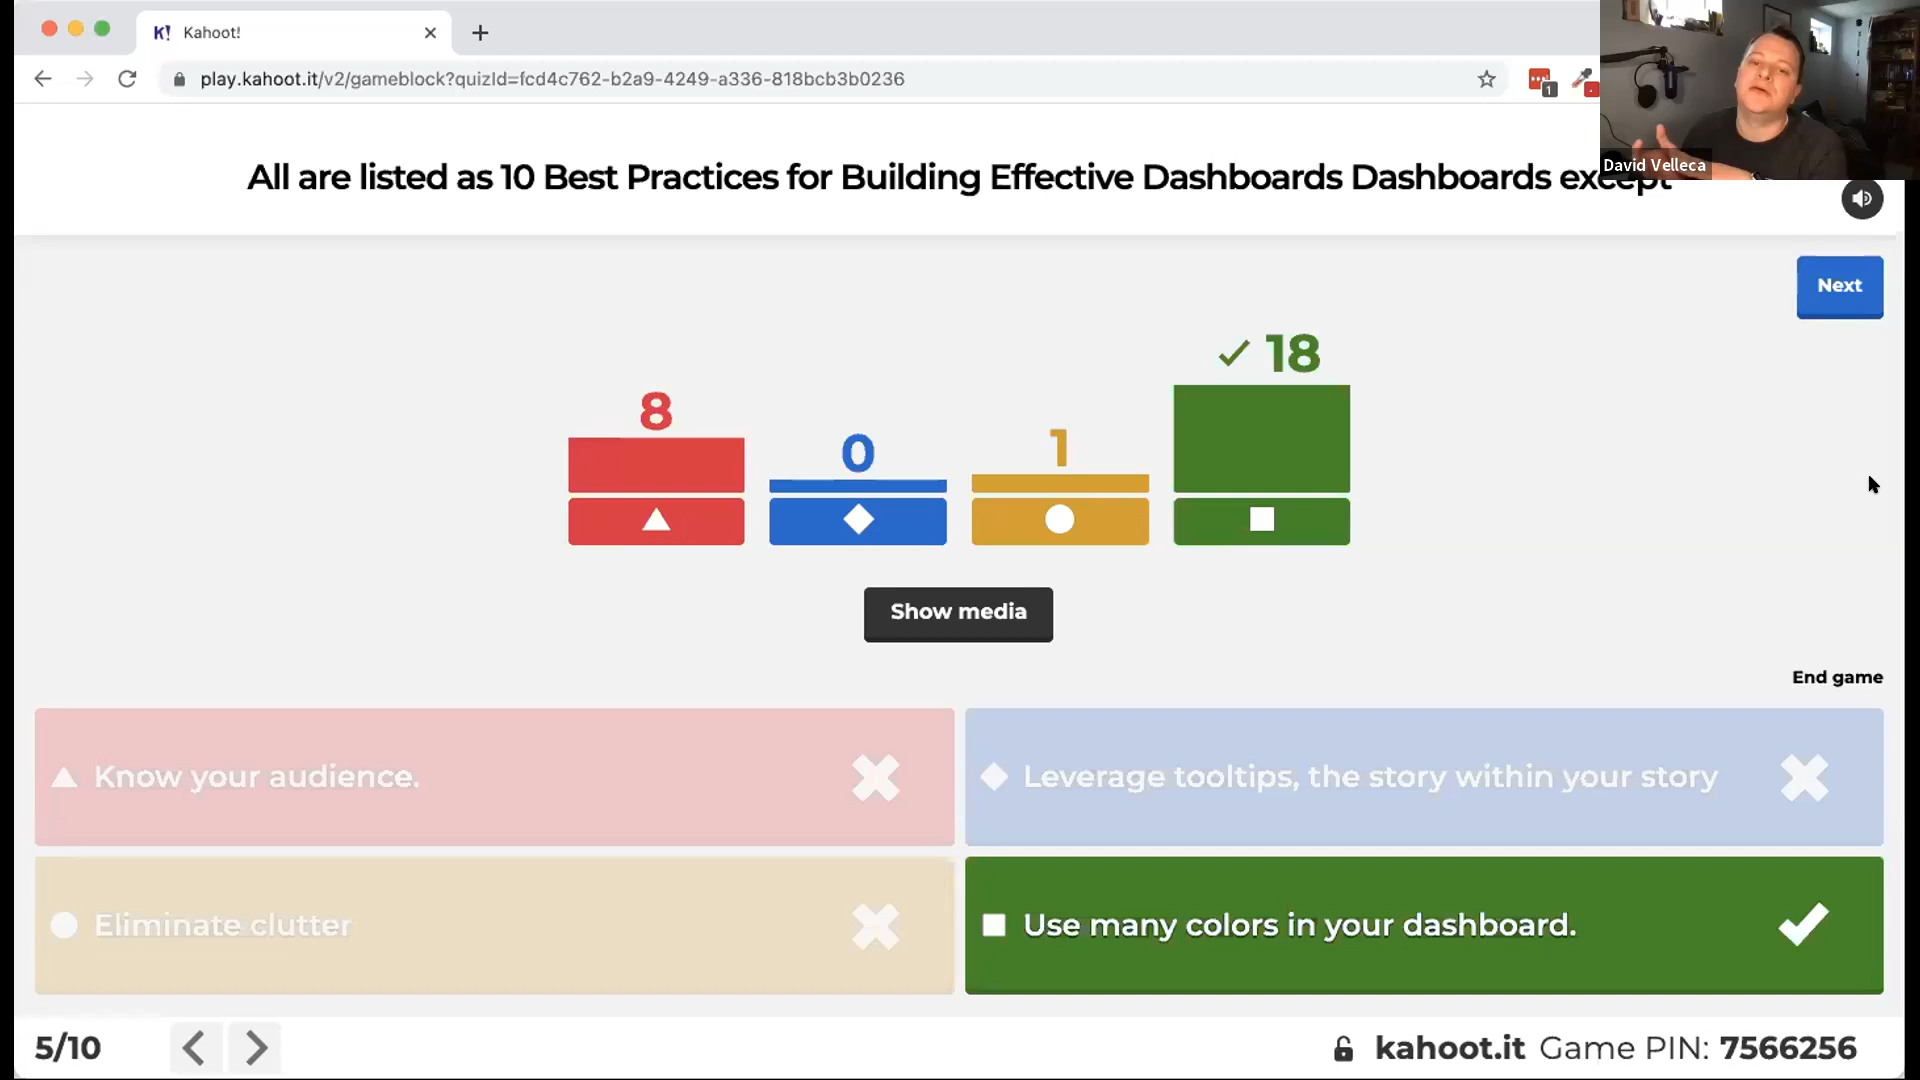 K! Kahoot!
play.kahoot.it/v2/gameblock?quizId=fcd4c762-b2a9-4249-a336-818bcb3b0236
1
David Velleca
All are listed as 10 Best Practices for Building Effective Dashboards Dashboards except
Next
8
0
1
18
Show media
End game
Know your audience.
Leverage tooltips, the story within your story
Eliminate clutter
Use many colors in your dashboard.
5/10
kahoot.it Game PIN: 7566256